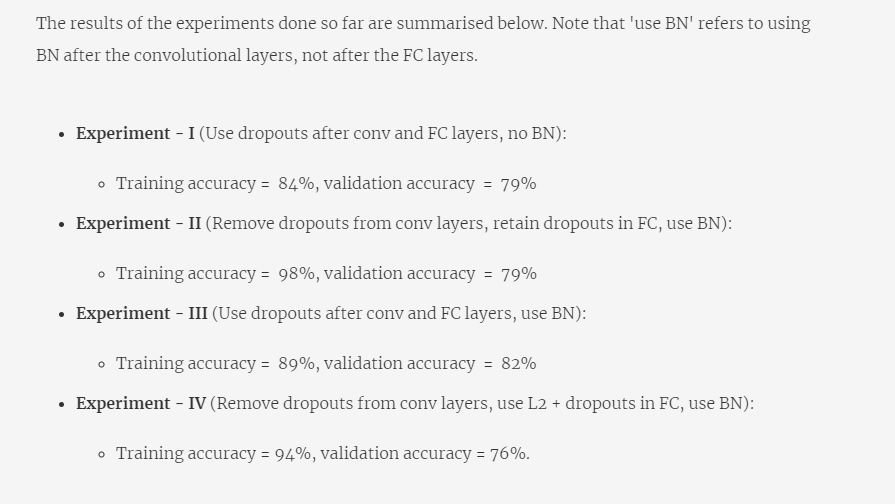 The results of the experiments done so far are summarised below. Note that 'use BN' refers to using
BN after the convolutional layers, not after the FC layers.
• Experiment - I (Use dropouts after conv and FC layers, no BN):
◦ Training accuracy =  84%, validation accuracy  =  79%
• Experiment - II (Remove dropouts from conv layers, retain dropouts in FC, use BN):
◦ Training accuracy =  98%, validation accuracy  =  79%
• Experiment - III (Use dropouts after conv and FC layers, use BN):
◦ Training accuracy =  89%, validation accuracy  =  82%
• Experiment - IV (Remove dropouts from conv layers, use L2 + dropouts in FC, use BN):
◦ Training accuracy = 94%, validation accuracy = 76%.